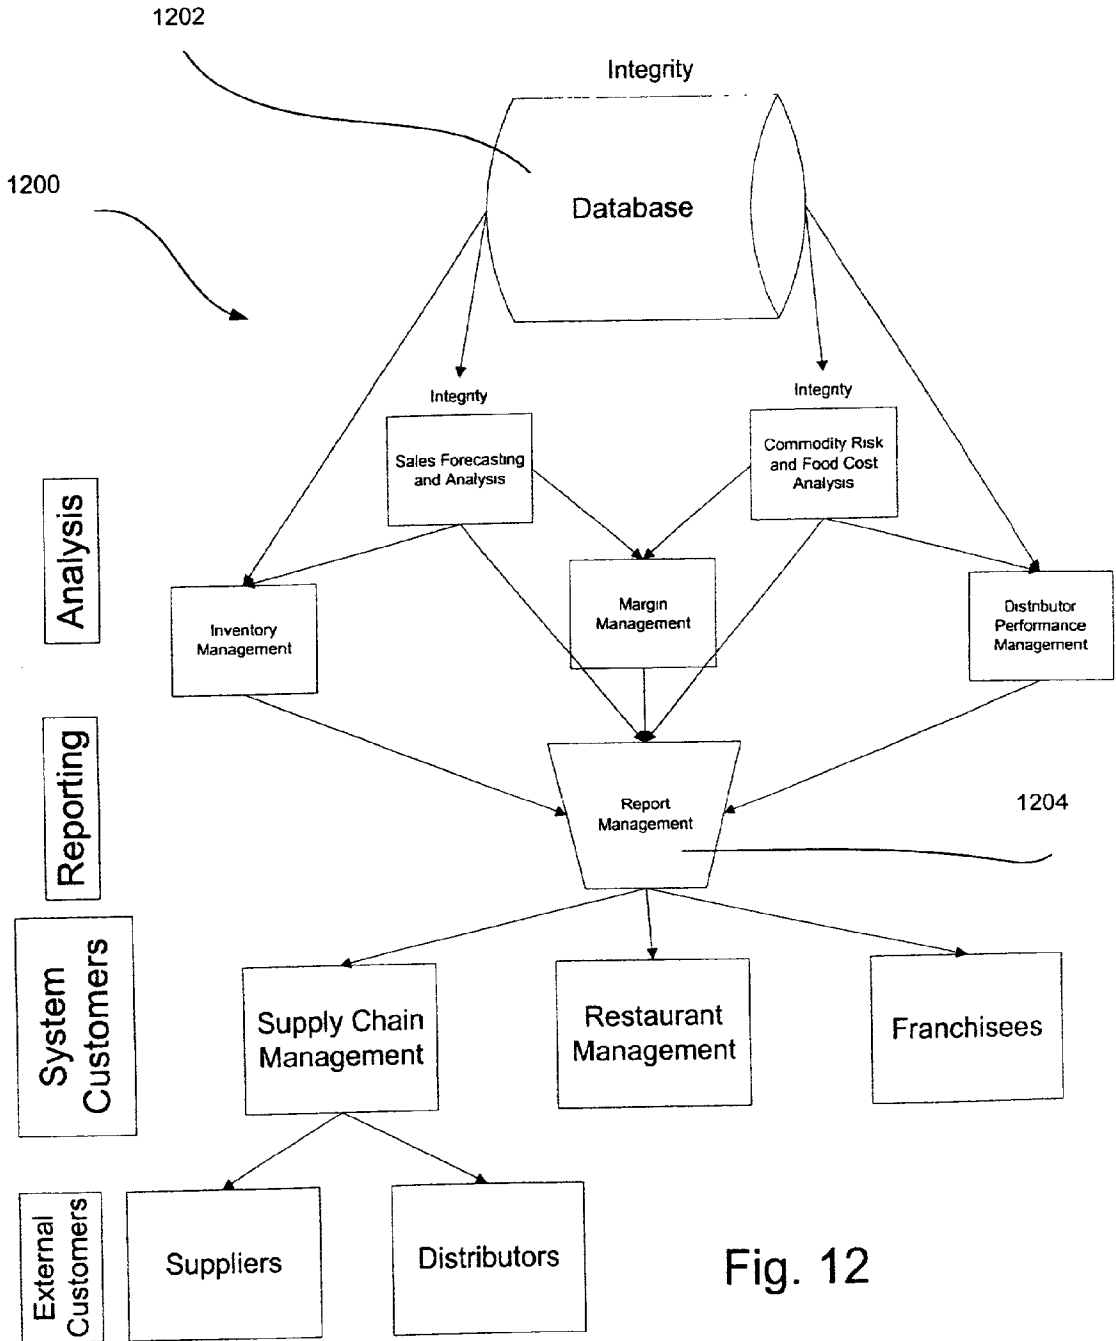 1202
Integrity
1200
Database
Integrity
Integrity
Sales Forecasting
and Analysis
Commodity Risk
and Food Cost
Analysis
Analysis
Inventory
Management
Margin
Management
Distributor
Performance
Management
Reporting
Report
Management
1204
System
Customers
Supply Chain
Management
Restaurant
Management
Franchisees
External
Customers
Suppliers
Distributors
Fig. 12